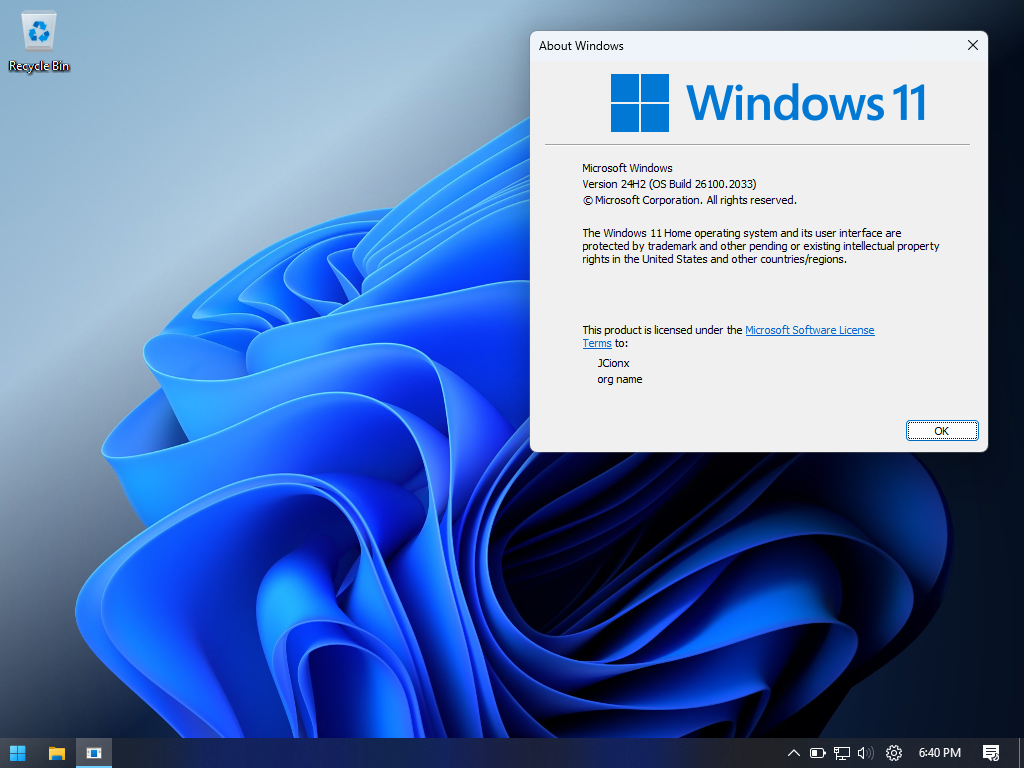 Recycle Bin
About Windows
Windows 11
Microsoft Windows
Version 24H2 (OS Build 26100.2033)
© Microsoft Corporation. All rights reserved.
The Windows 11 Home operating system and its user interface are
protected by trademark and other pending or existing intellectual property
rights in the United States and other countries/regions.
This product is licensed under the Microsoft Software License
Terms to:
JCionx
org name
OK
6:40 PM